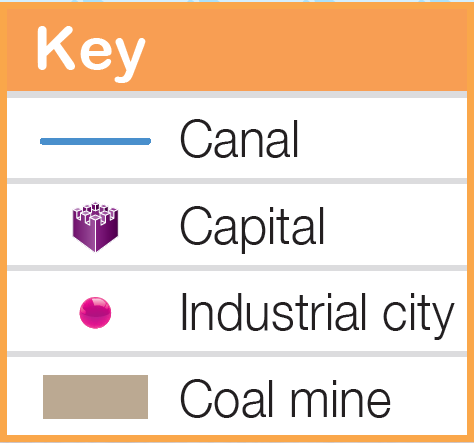 Key
Canal
Capital
Industrial city
Coal mine